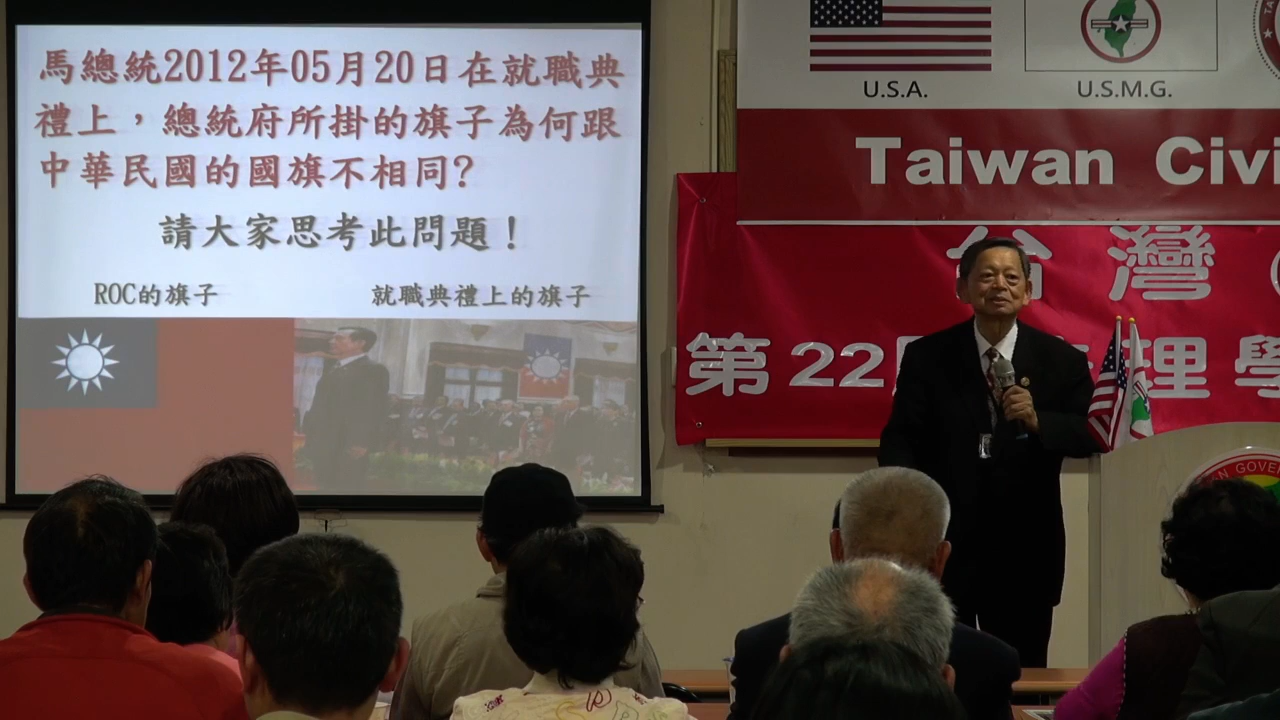 馬總統2012年05月20日在就職典
禮上，總統府所掛的旗子為何跟
中華民國的國旗不相同?
請大家思考此問題！
ROC的旗子
就職典禮上的旗子
U.S.A.
U.S.M.G.
Taiwan Civi
台灣
第22
理學
GOVER